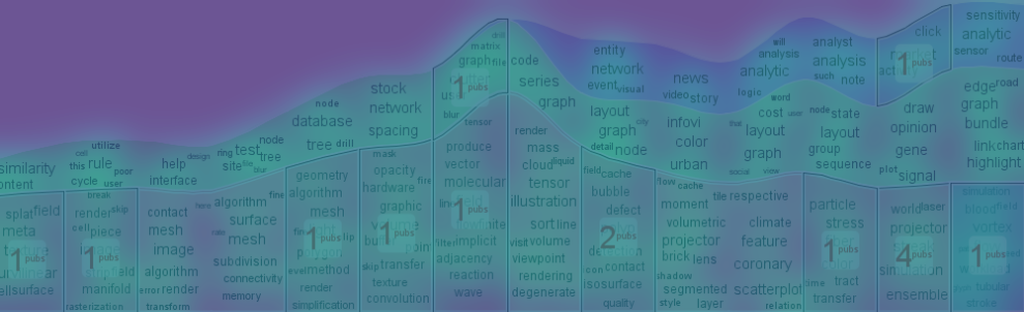 similarity
ontent
utilize
this rule poor
cycle user
help design
interface
ring test node
site tree
node
database
tree drill
stock
network
spacing
drill
matrix
graph file
1 pubs
blur
tensor
code
series
graph
entity
network
event visual
layout
graph city
detail node
news
video story
infovi
color
urban
will
analysis
analytic
logic
word
cost user
that layout
graph
social view
analyst
analysis
such note
node state
layout
group
sequence
click
market
1 pubs
draw
opinion
gene
plot signal
sensitivity
analytic
sensor
route
edge road
graph
bundle
link chart
highlight
splat field
meta
1 pubs
break
render skip
cell piece
1 pubs
field
manifold
rasterization
contact
mesh
image
algorithm
error render
transform
here algorithm
surface
mesh
subdivision
connectivity
memory
geometry
algorithm
mesh
1 pubs
method
render
simplification
mask
opacity
hardware fire
graphic
1 pubs
skip transfer
texture
convolution
produce
vector
molecular
1 pubs
implicit
adjacency
reaction
wave
render
mass
cloud liquid
tensor
illustration
sort line
visit volume
viewpoint
rendering
degenerate
field cache
bubble
defect
2 pubs
contact
isosurface
quality
flow cache
moment
volumetric
projector
brick lens
shadow
segmented
style layer
tile respective
climate
feature
coronary
scatterplot
relation
particle
stress
1 pubs
time tract
transfer
world laser
projector
4 pubs
simulation
ensemble
simulation
blood field
vortex
1 pubs
tubular
stroke